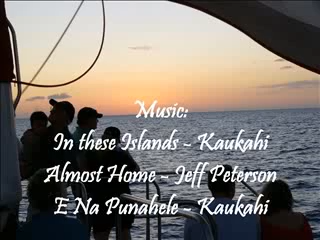 Music:
In these Islands - Kaukahi
Almost Home - Jeff Peterson
E Na Punahele - Kaukahi